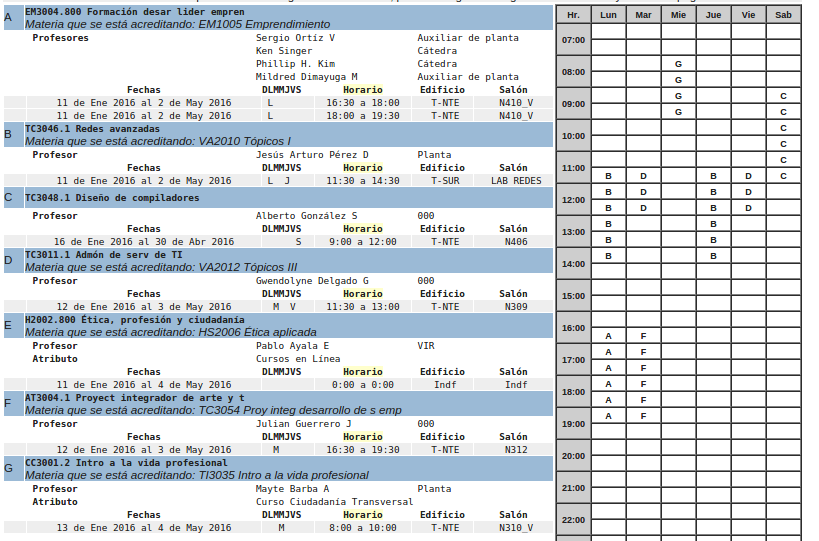 A EM3004.800 Formación desar lider empren
Materia que se está acreditando: EM1005 Emprendimiento
Profesores Sergio Ortíz V Auxiliar de planta
Ken Singer Cátedra
Phillip H. Kim Cátedra
Mildred Dimayuga M Auxiliar de planta
Fechas DLMMJVS Horario Edificio Salón
11 de Ene 2016 al 2 de May 2016 L 16:30 a 18:00 T-NTE N410_V
11 de Ene 2016 al 2 de May 2016 L 18:00 a 19:30 T-NTE N410_V
B TC3046.1 Redes avanzadas
Materia que se está acreditando: VA2010 Tópicos I
Profesor Jesús Arturo Pérez D Planta
Fechas DLMMJVS Horario Edificio Salón
11 de Ene 2016 al 2 de May 2016 L J 11:30 a 14:30 T-SUR LAB REDES
C TC3048.1 Diseño de compiladores
Profesor Alberto González S 000
Fechas DLMMJVS Horario Edificio Salón
16 de Ene 2016 al 30 de Abr 2016 S 9:00 a 12:00 T-NTE N406
D TC3011.1 Admón de serv de TI
Materia que se está acreditando: VA2012 Tópicos III
Profesor Gwendolyne Delgado G 000
Fechas DLMMJVS Horario Edificio Salón
12 de Ene 2016 al 3 de May 2016 M V 11:30 a 13:00 T-NTE N309
E H2002.800 Ética, profesión y ciudadanía
Materia que se está acreditando: HS2006 Ética aplicada
Profesor Pablo Ayala E VIR
Atributo Cursos en Línea
Fechas DLMMJVS Horario Edificio Salón
11 de Ene 2016 al 4 de May 2016 0:00 a 0:00 Indf Indf
F AT3004.1 Proyect integrador de arte y t
Materia que se está acreditando: TC3054 Proy integ desarrollo de s emp
Profesor Julian Guerrero J 000
Fechas DLMMJVS Horario Edificio Salón
12 de Ene 2016 al 3 de May 2016 M 16:30 a 19:30 T-NTE N312
G CC3001.2 Intro a la vida profesional
Materia que se está acreditando: TI3035 Intro a la vida profesional
Profesor Mayte Barba A Planta
Atributo Curso Ciudadanía Transversal
Fechas DLMMJVS Horario Edificio Salón
13 de Ene 2016 al 4 de May 2016 M 8:00 a 10:00 T-NTE N310_V
Hr. Lun Mar Mie Jue Vie Sab
07:00
08:00 G
G
09:00 G C
G C
10:00 C
C
11:00 C
B D B D C
12:00 B D B D
B D B D
13:00 B B
B B
14:00 B B
15:00
16:00
A F
17:00 A F
A F
18:00 A F
A F
19:00 A F
20:00
21:00
22:00